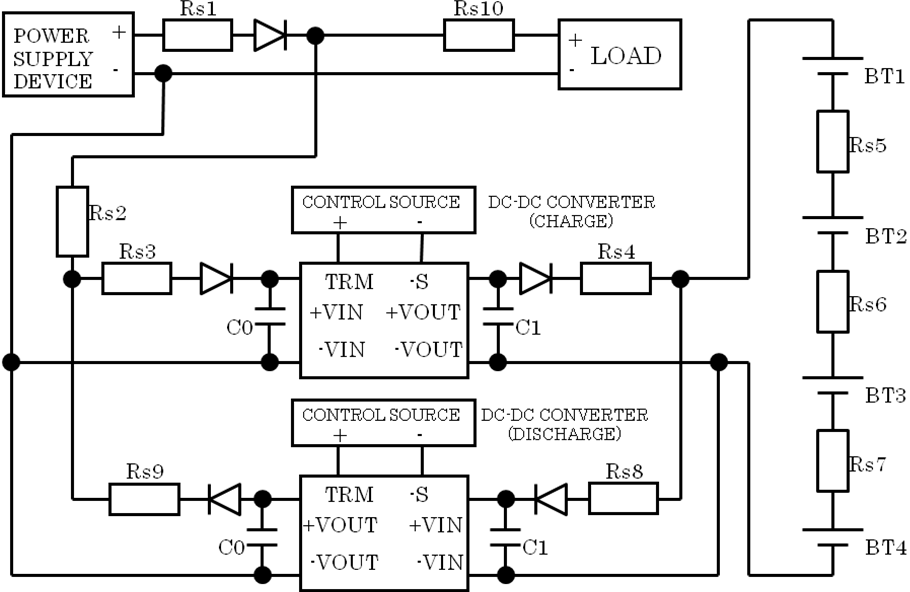 Rs1
Rs10
POWER
SUPPLY
DEVICE
+
-
+
-
LOAD
BT1
Rs5
CONTROL SOURCE
+ -
DC-DC CONVERTER
(CHARGE)
Rs2
BT2
Rs3
Rs4
TRM -S
+VIN +VOUT
-VIN -VOUT
C0
C1
Rs6
BT3
CONTROL SOURCE
+ -
DC-DC CONVERTER
(DISCHARGE)
Rs9
Rs8
Rs7
TRM -S
+VOUT +VIN
-VOUT -VIN
C0
C1
BT4